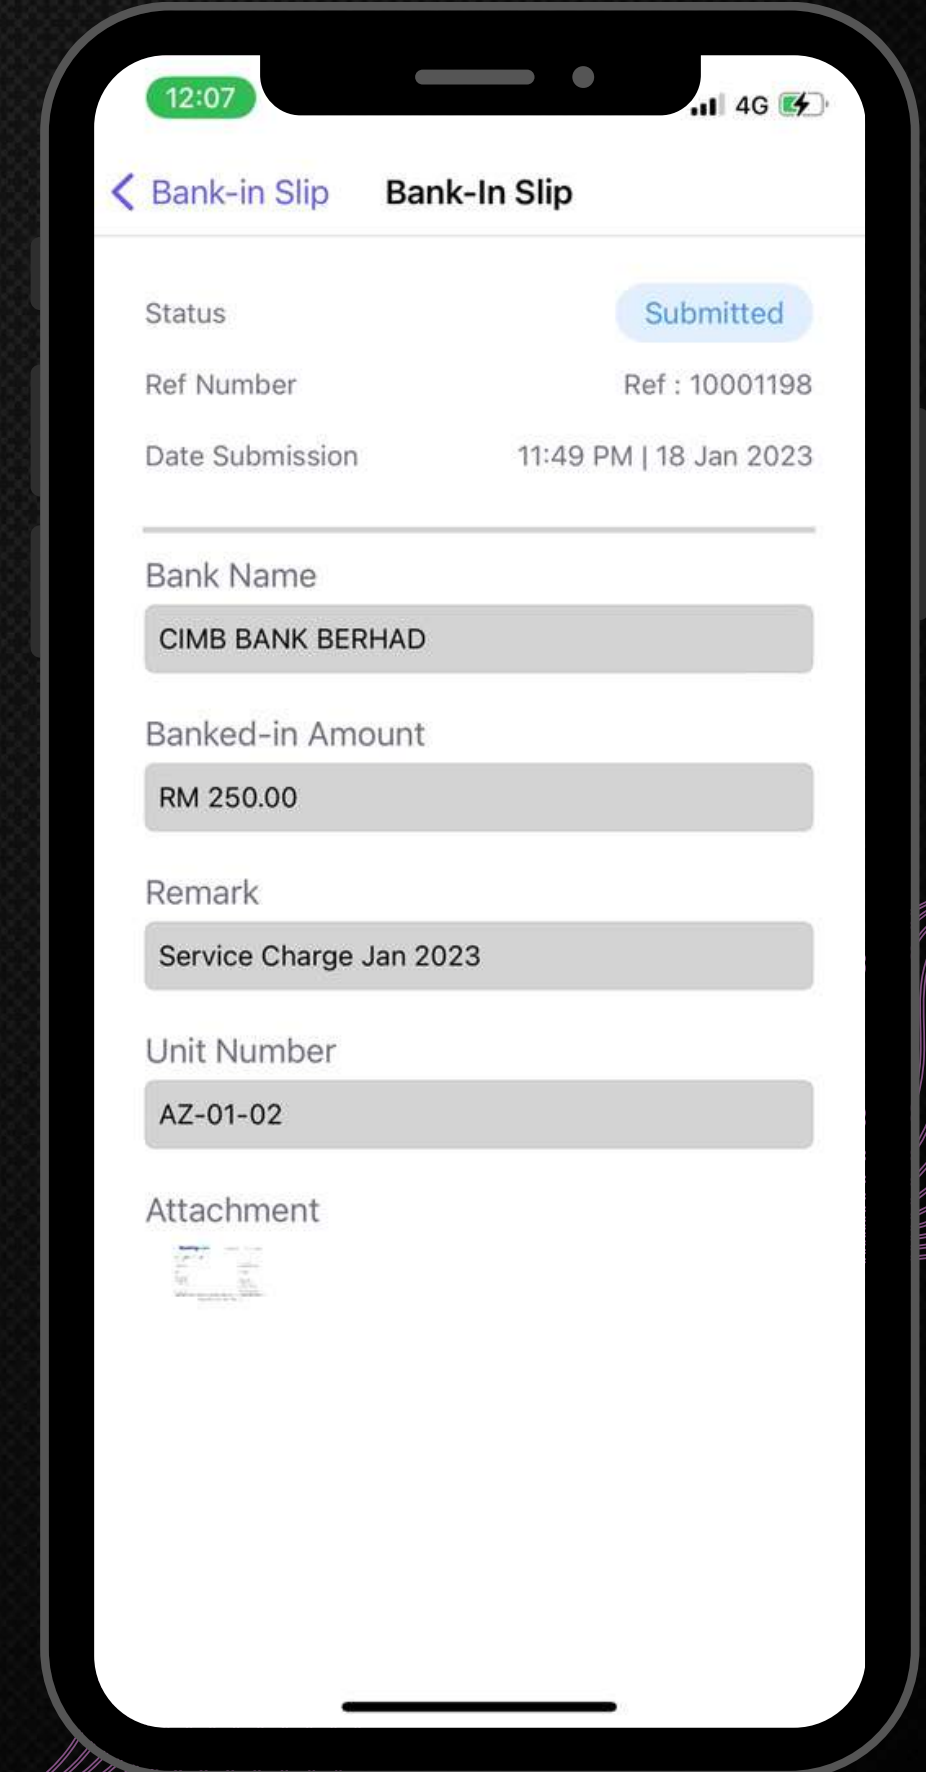 12:07
4G
Bank-in Slip Bank-In Slip
Status Submitted
Ref Number Ref : 10001198
Date Submission 11:49 PM | 18 Jan 2023
Bank Name
CIMB BANK BERHAD
Banked-in Amount
RM 250.00
Remark
Service Charge Jan 2023
Unit Number
AZ-01-02
Attachment